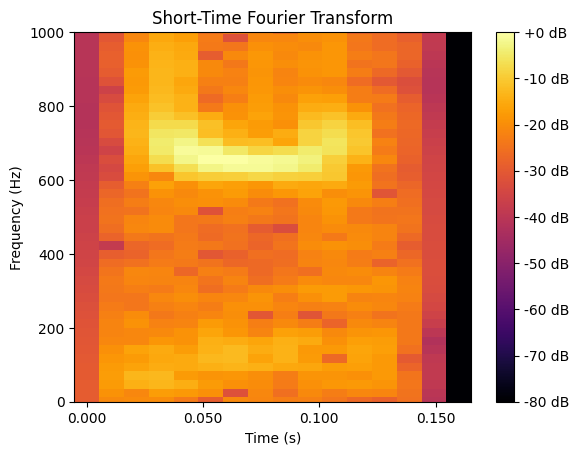 Short-Time Fourier Transform
1000
800
600
400
200
0
Frequency (Hz)
0.000
0.050
0.100
0.150
Time (s)
+0 dB
-10 dB
-20 dB
-30 dB
-40 dB
-50 dB
-60 dB
-70 dB
-80 dB